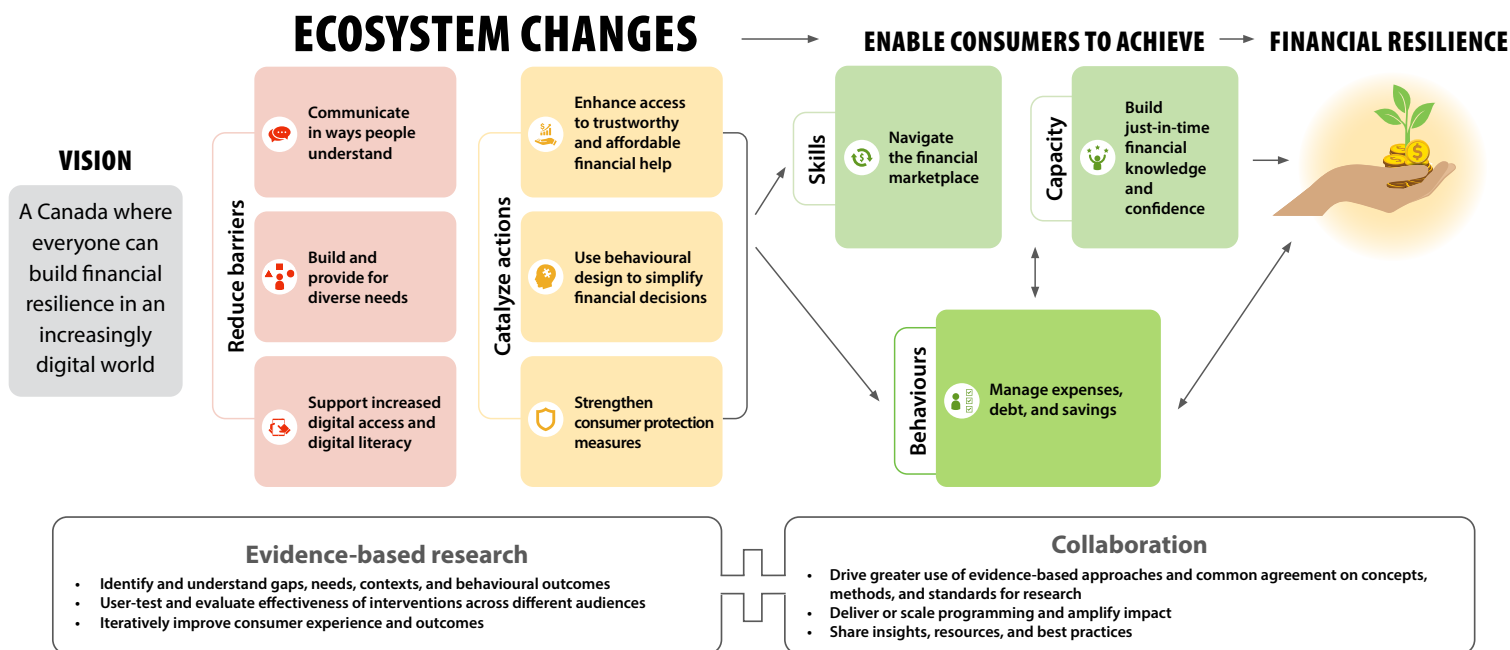 ECOSYSTEM CHANGES
ENABLE CONSUMERS TO ACHIEVE
FINANCIAL RESILIENCE
VISION
A Canada where
everyone can
build financial
resilience in an
increasingly
digital world
Reduce barriers
Communicate
in ways people
understand
Build and
provide for
diverse needs
Support increased
digital access and
digital literacy
Catalyze actions
Enhance access
to trustworthy
and affordable
financial help
Use behavioural
design to simplify
financial decisions
Strengthen
consumer protection
measures
Skills
Navigate
the financial
marketplace
Capacity
Build
just-in-time
financial
knowledge
and
confidence
Behaviours
Manage expenses,
debt, and savings
Evidence-based research
• Identify and understand gaps, needs, contexts, and behavioural outcomes
• User-test and evaluate effectiveness of interventions across different audiences
• Iteratively improve consumer experience and outcomes
Collaboration
• Drive greater use of evidence-based approaches and common agreement on concepts,
methods, and standards for research
• Deliver or scale programming and amplify impact
• Share insights, resources, and best practices